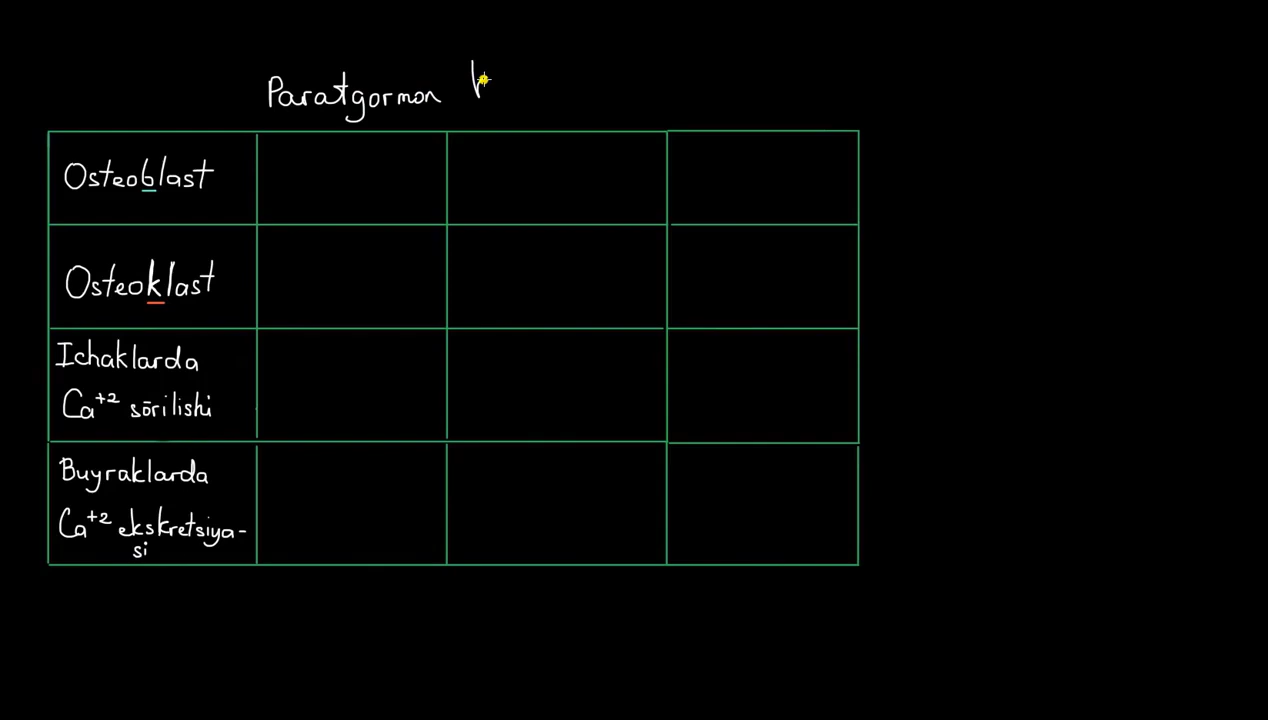 Paratgormon
Osteoblast
Osteoklast
Ichaklarda
Ca+2 sōrilishi
Buyraklarda
Ca+2 ekskretsiya-
si